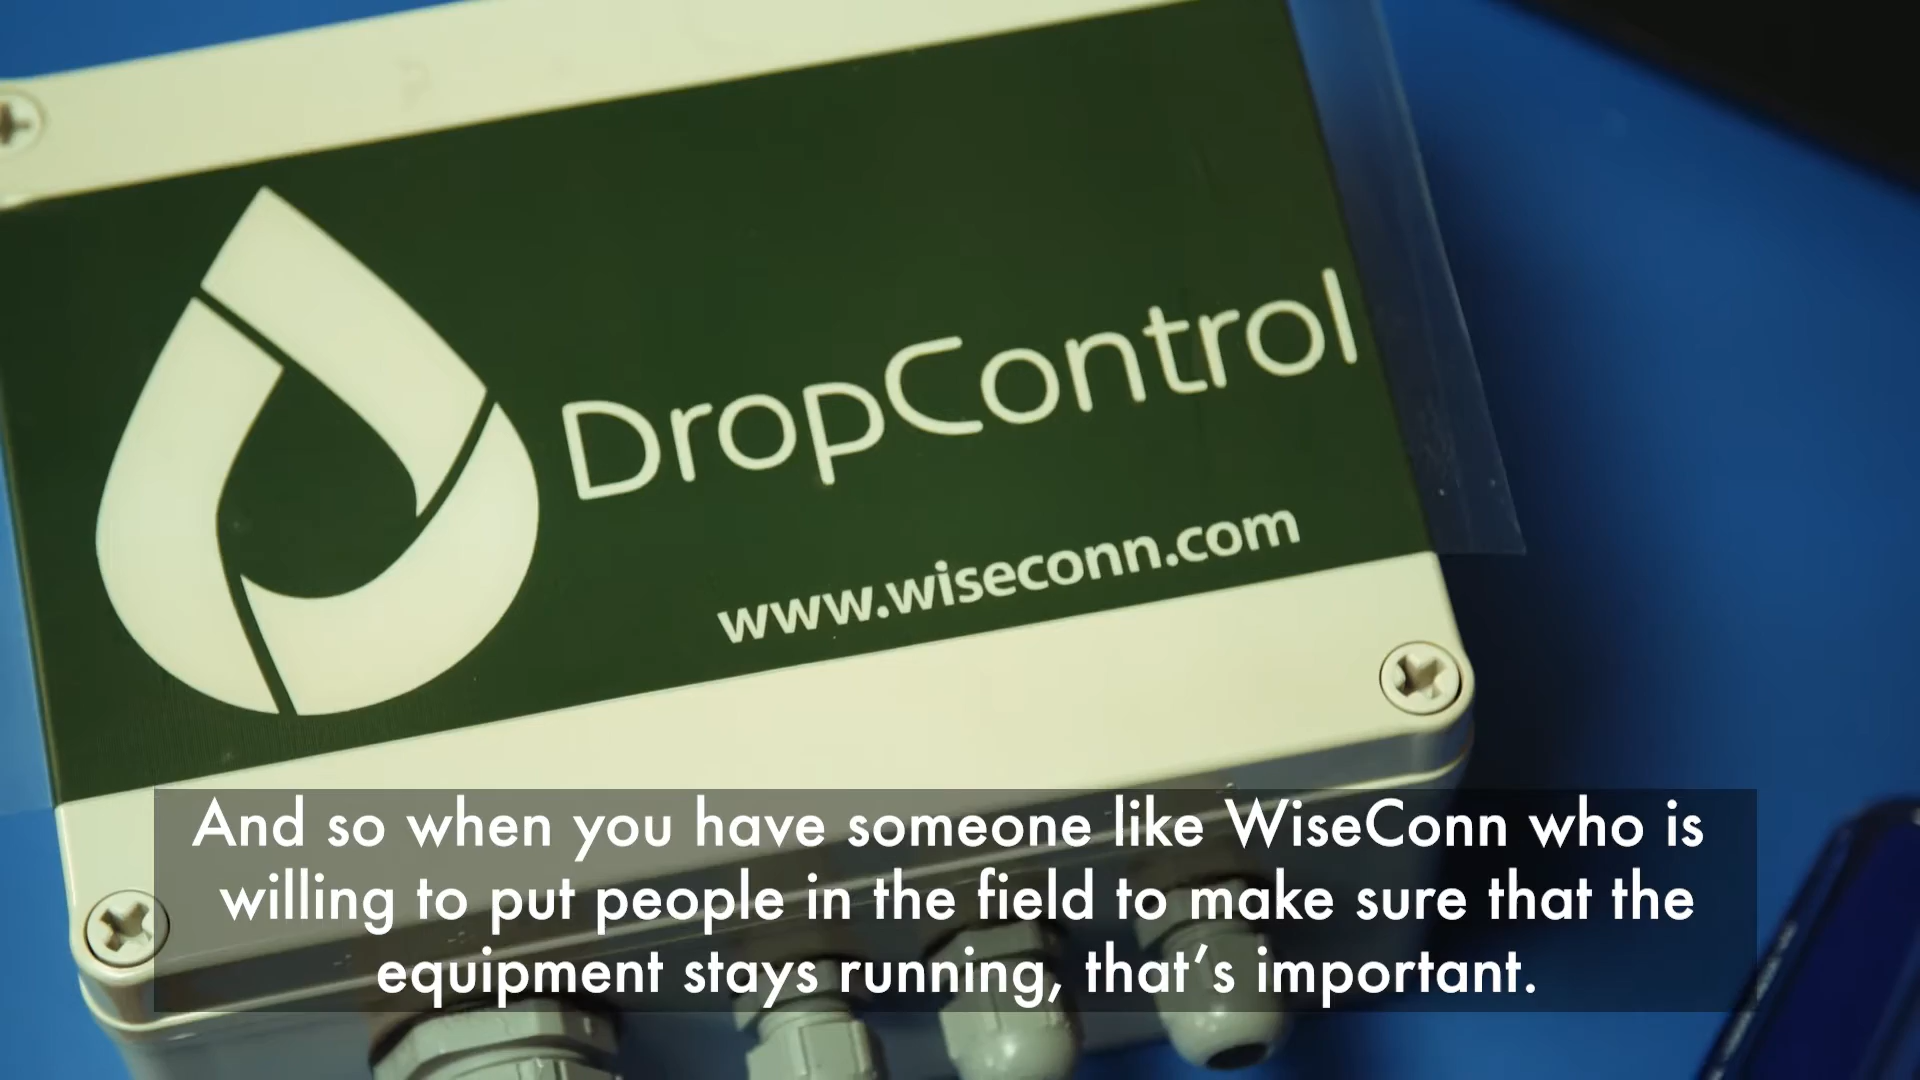 DropControl
www.wiseconn.com
And so when you have someone like WiseConn who is
willing to put people in the field to make sure that the
equipment stays running, that's important.